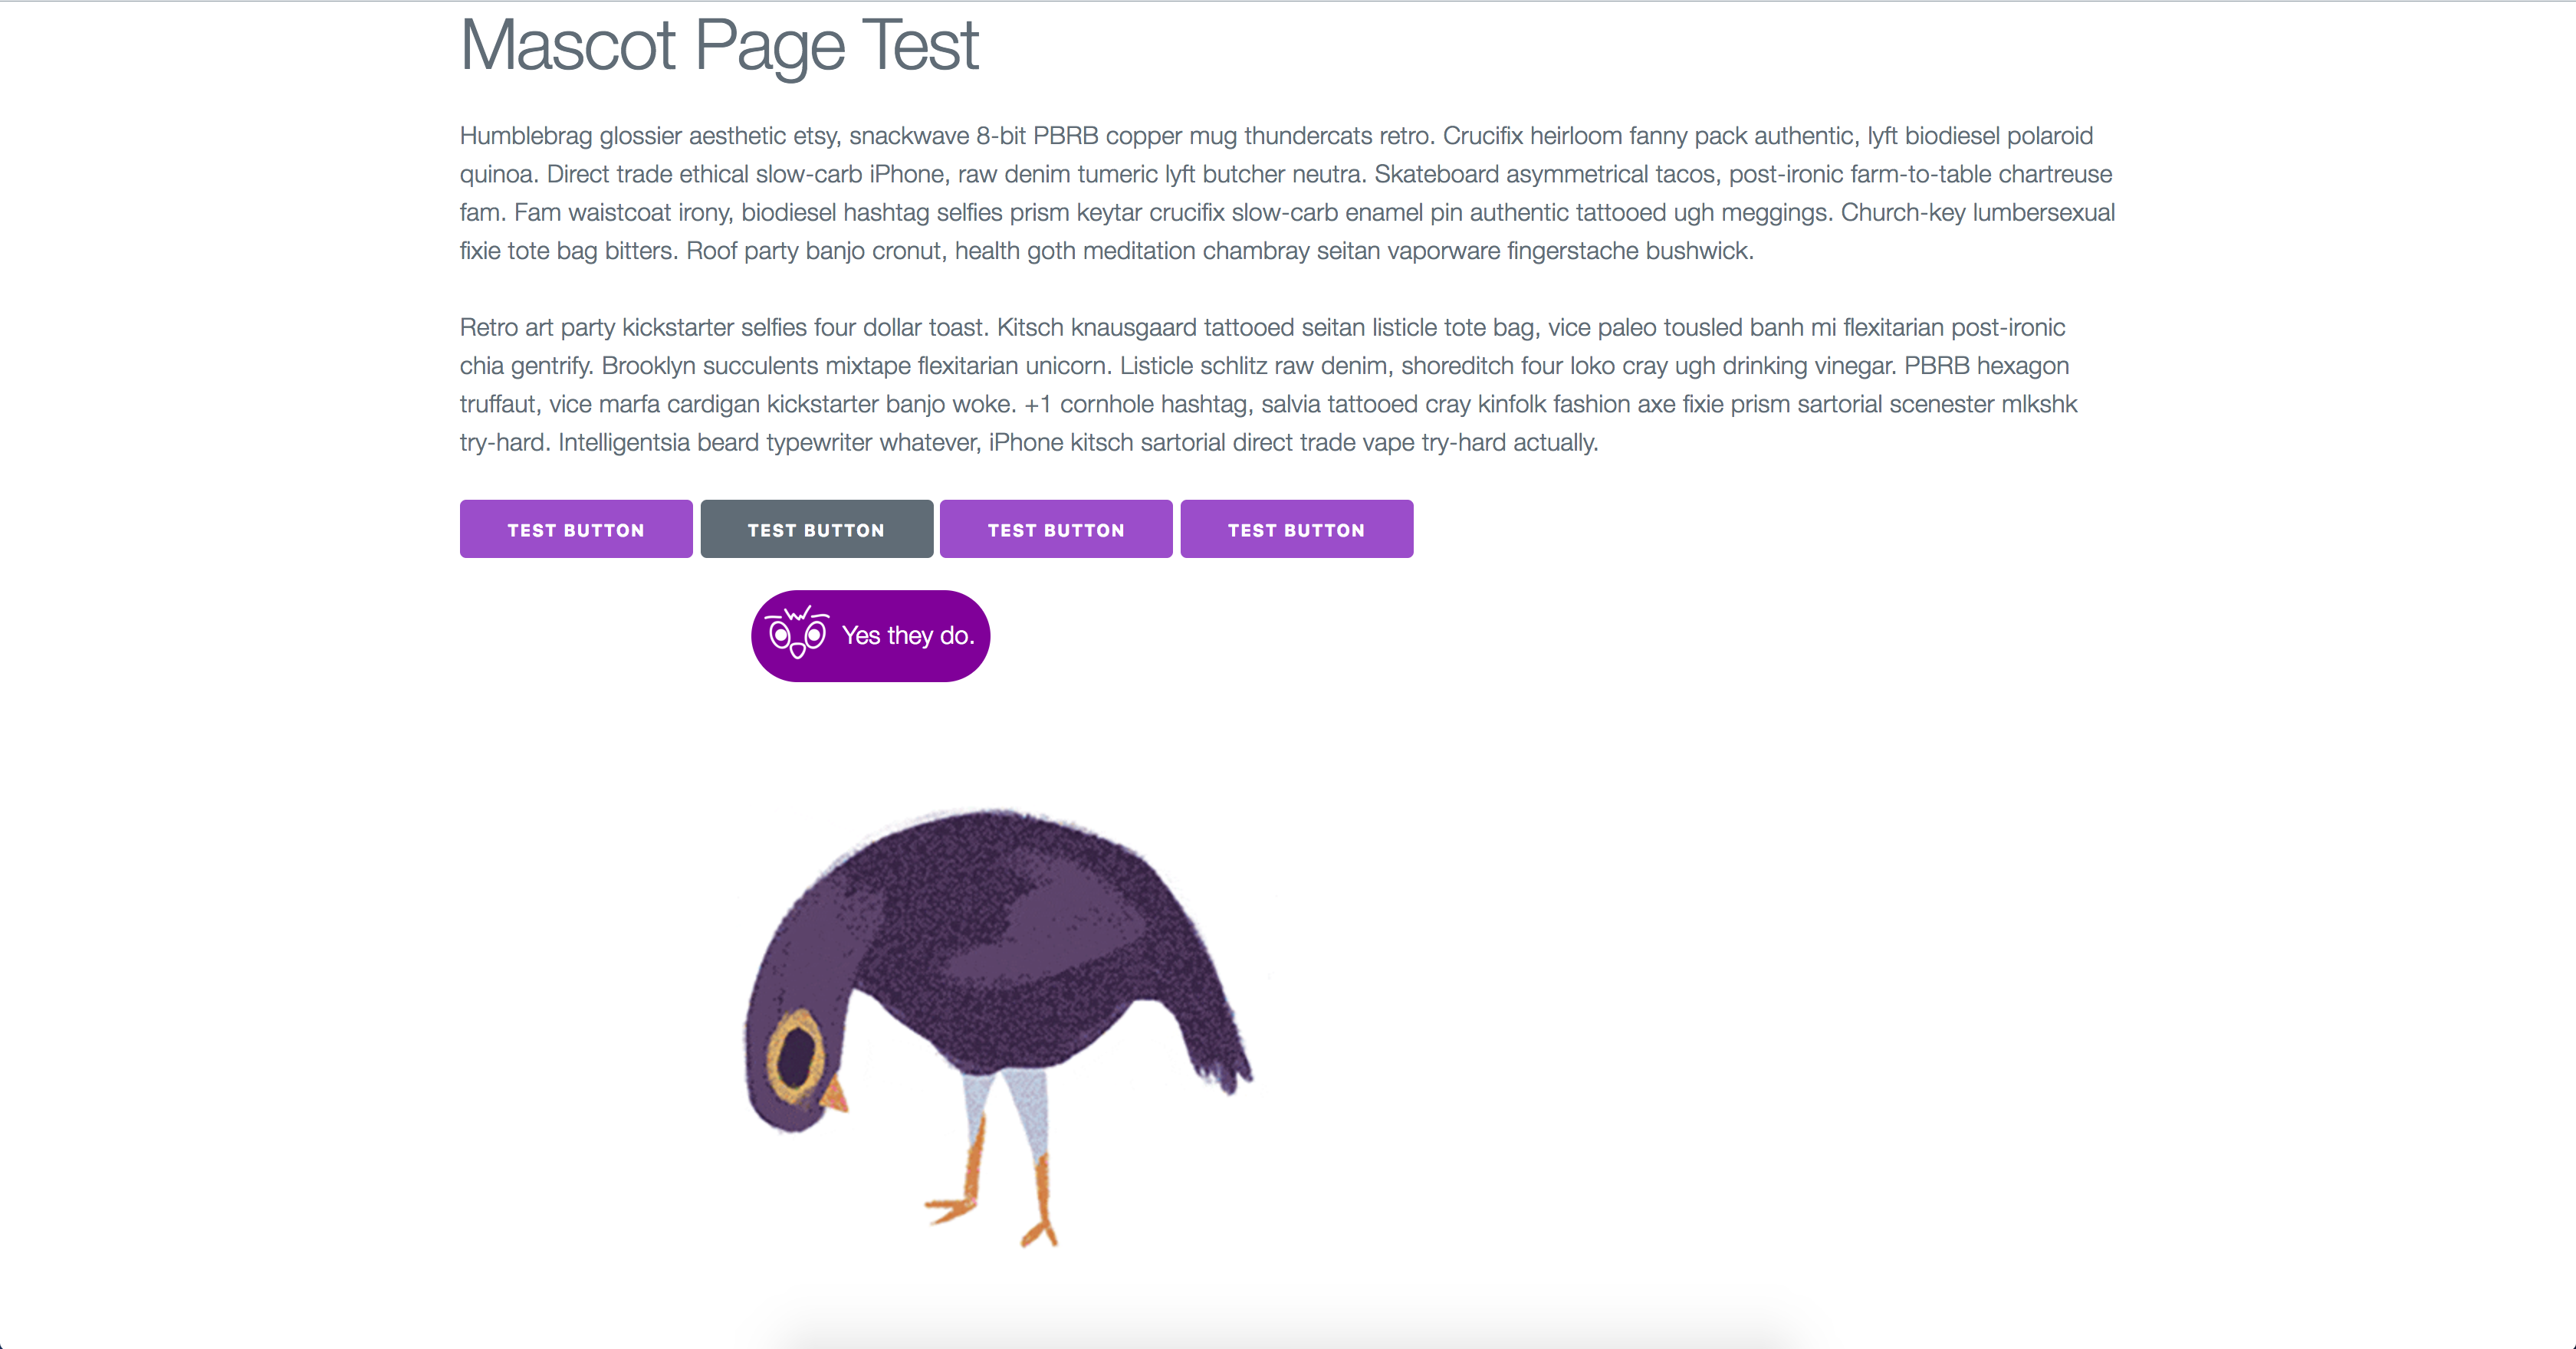 Mascot Page Test
Humblebrag glossier aesthetic etsy, snackwave 8-bit PBRB copper mug thundercats retro. Crucifix heirloom fanny pack authentic, lyft biodiesel polaroid
quinoa. Direct trade ethical slow-carb iPhone, raw denim tumeric lyft butcher neutra. Skateboard asymmetrical tacos, post-ironic farm-to-table chartreuse
fam. Fam waistcoat irony, biodiesel hashtag selfies prism keytar crucifix slow-carb enamel pin authentic tattooed ugh meggings. Church-key lumbersexual
fixie tote bag bitters. Roof party banjo cronut, health goth meditation chambray seitan vaporware fingerstache bushwick.
Retro art party kickstarter selfies four dollar toast. Kitsch knausgaard tattooed seitan listicle tote bag, vice paleo tousled banh mi flexitarian post-ironic
chia gentrify. Brooklyn succulents mixtape flexitarian unicorn. Listicle schlitz raw denim, shoreditch four loko cray ugh drinking vinegar. PBRB hexagon
truffaut, vice marfa cardigan kickstarter banjo woke. +1 cornhole hashtag, salvia tattooed cray kinfolk fashion axe fixie prism sartorial scenester mlkshk
try-hard. Intelligentsia beard typewriter whatever, iPhone kitsch sartorial direct trade vape try-hard actually.
TEST BUTTON TEST BUTTON TEST BUTTON TEST BUTTON
Yes they do.